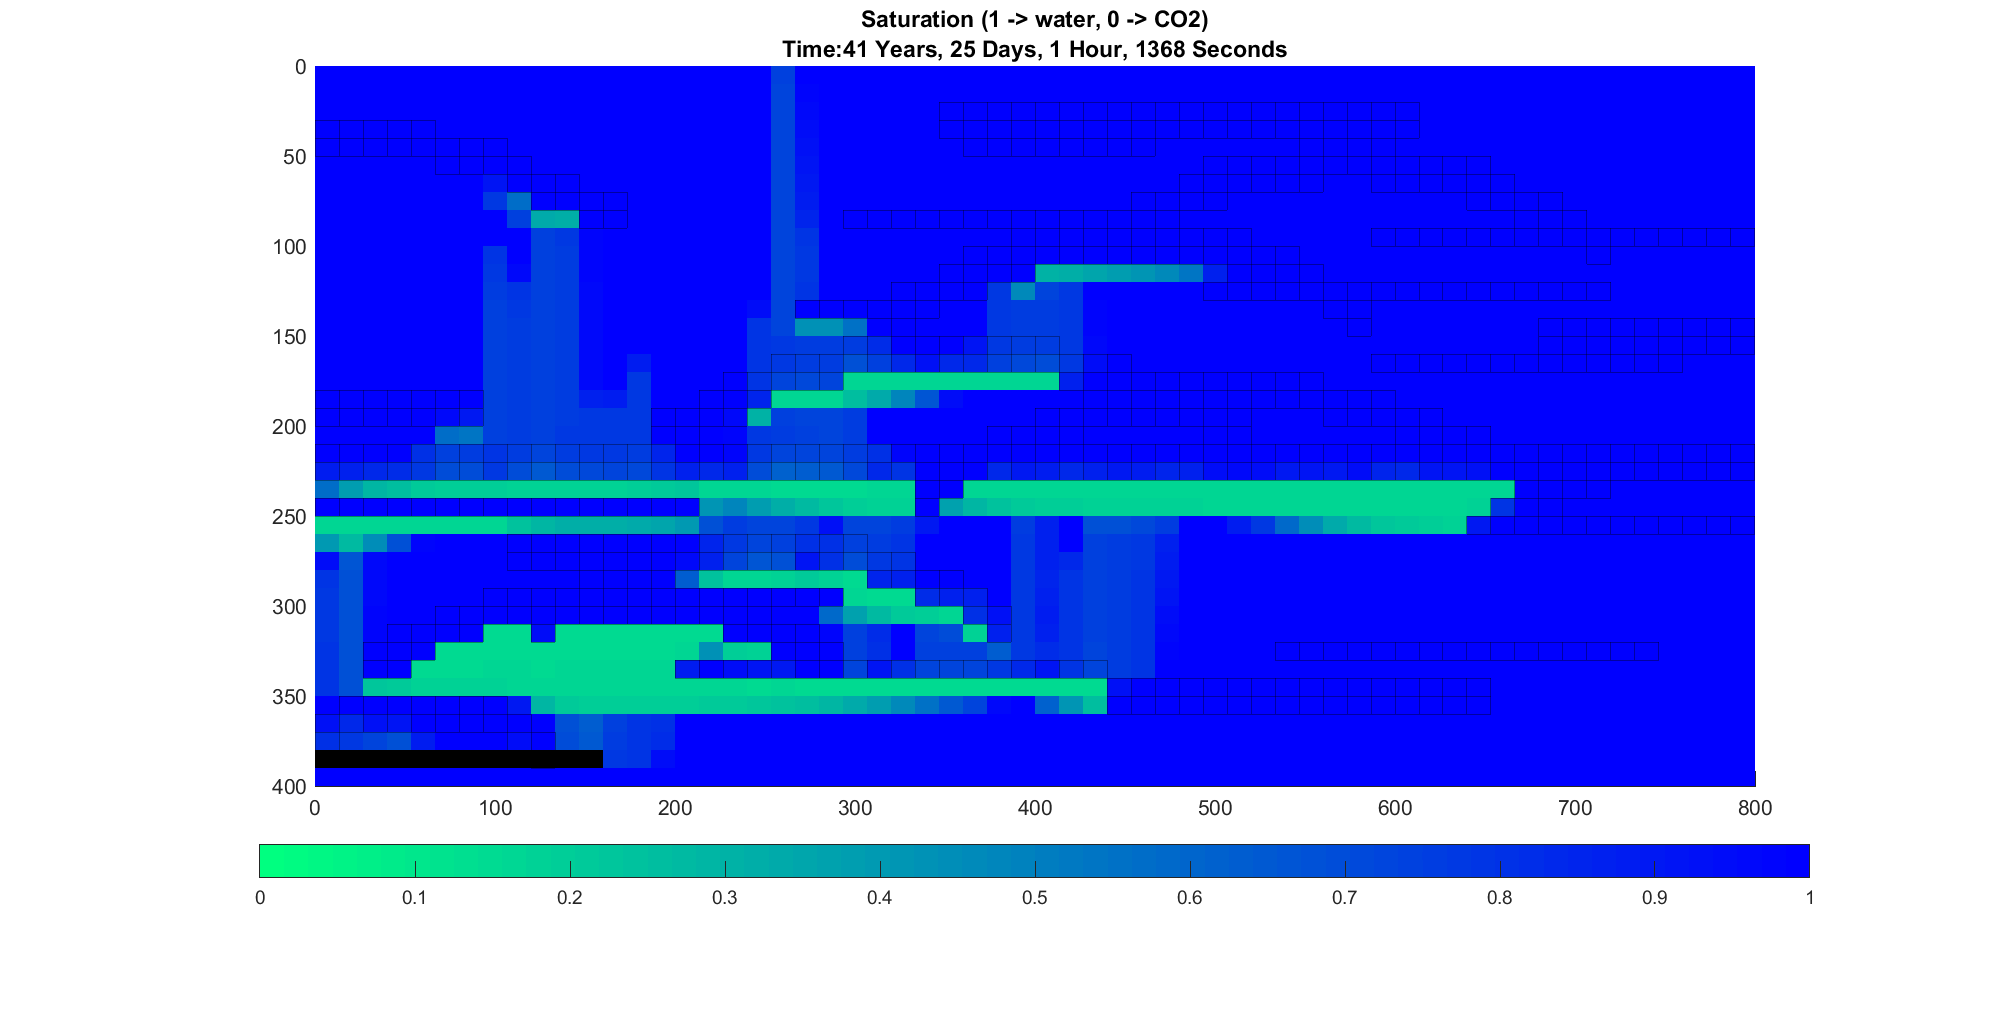 Saturation (1 -> water, 0 -> CO2)
Time:41 Years, 25 Days, 1 Hour, 1368 Seconds
0
50
100
150
200
250
300
350
400
0 100 200 300 400 500 600 700 800
0 0.1 0.2 0.3 0.4 0.5 0.6 0.7 0.8 0.9 1